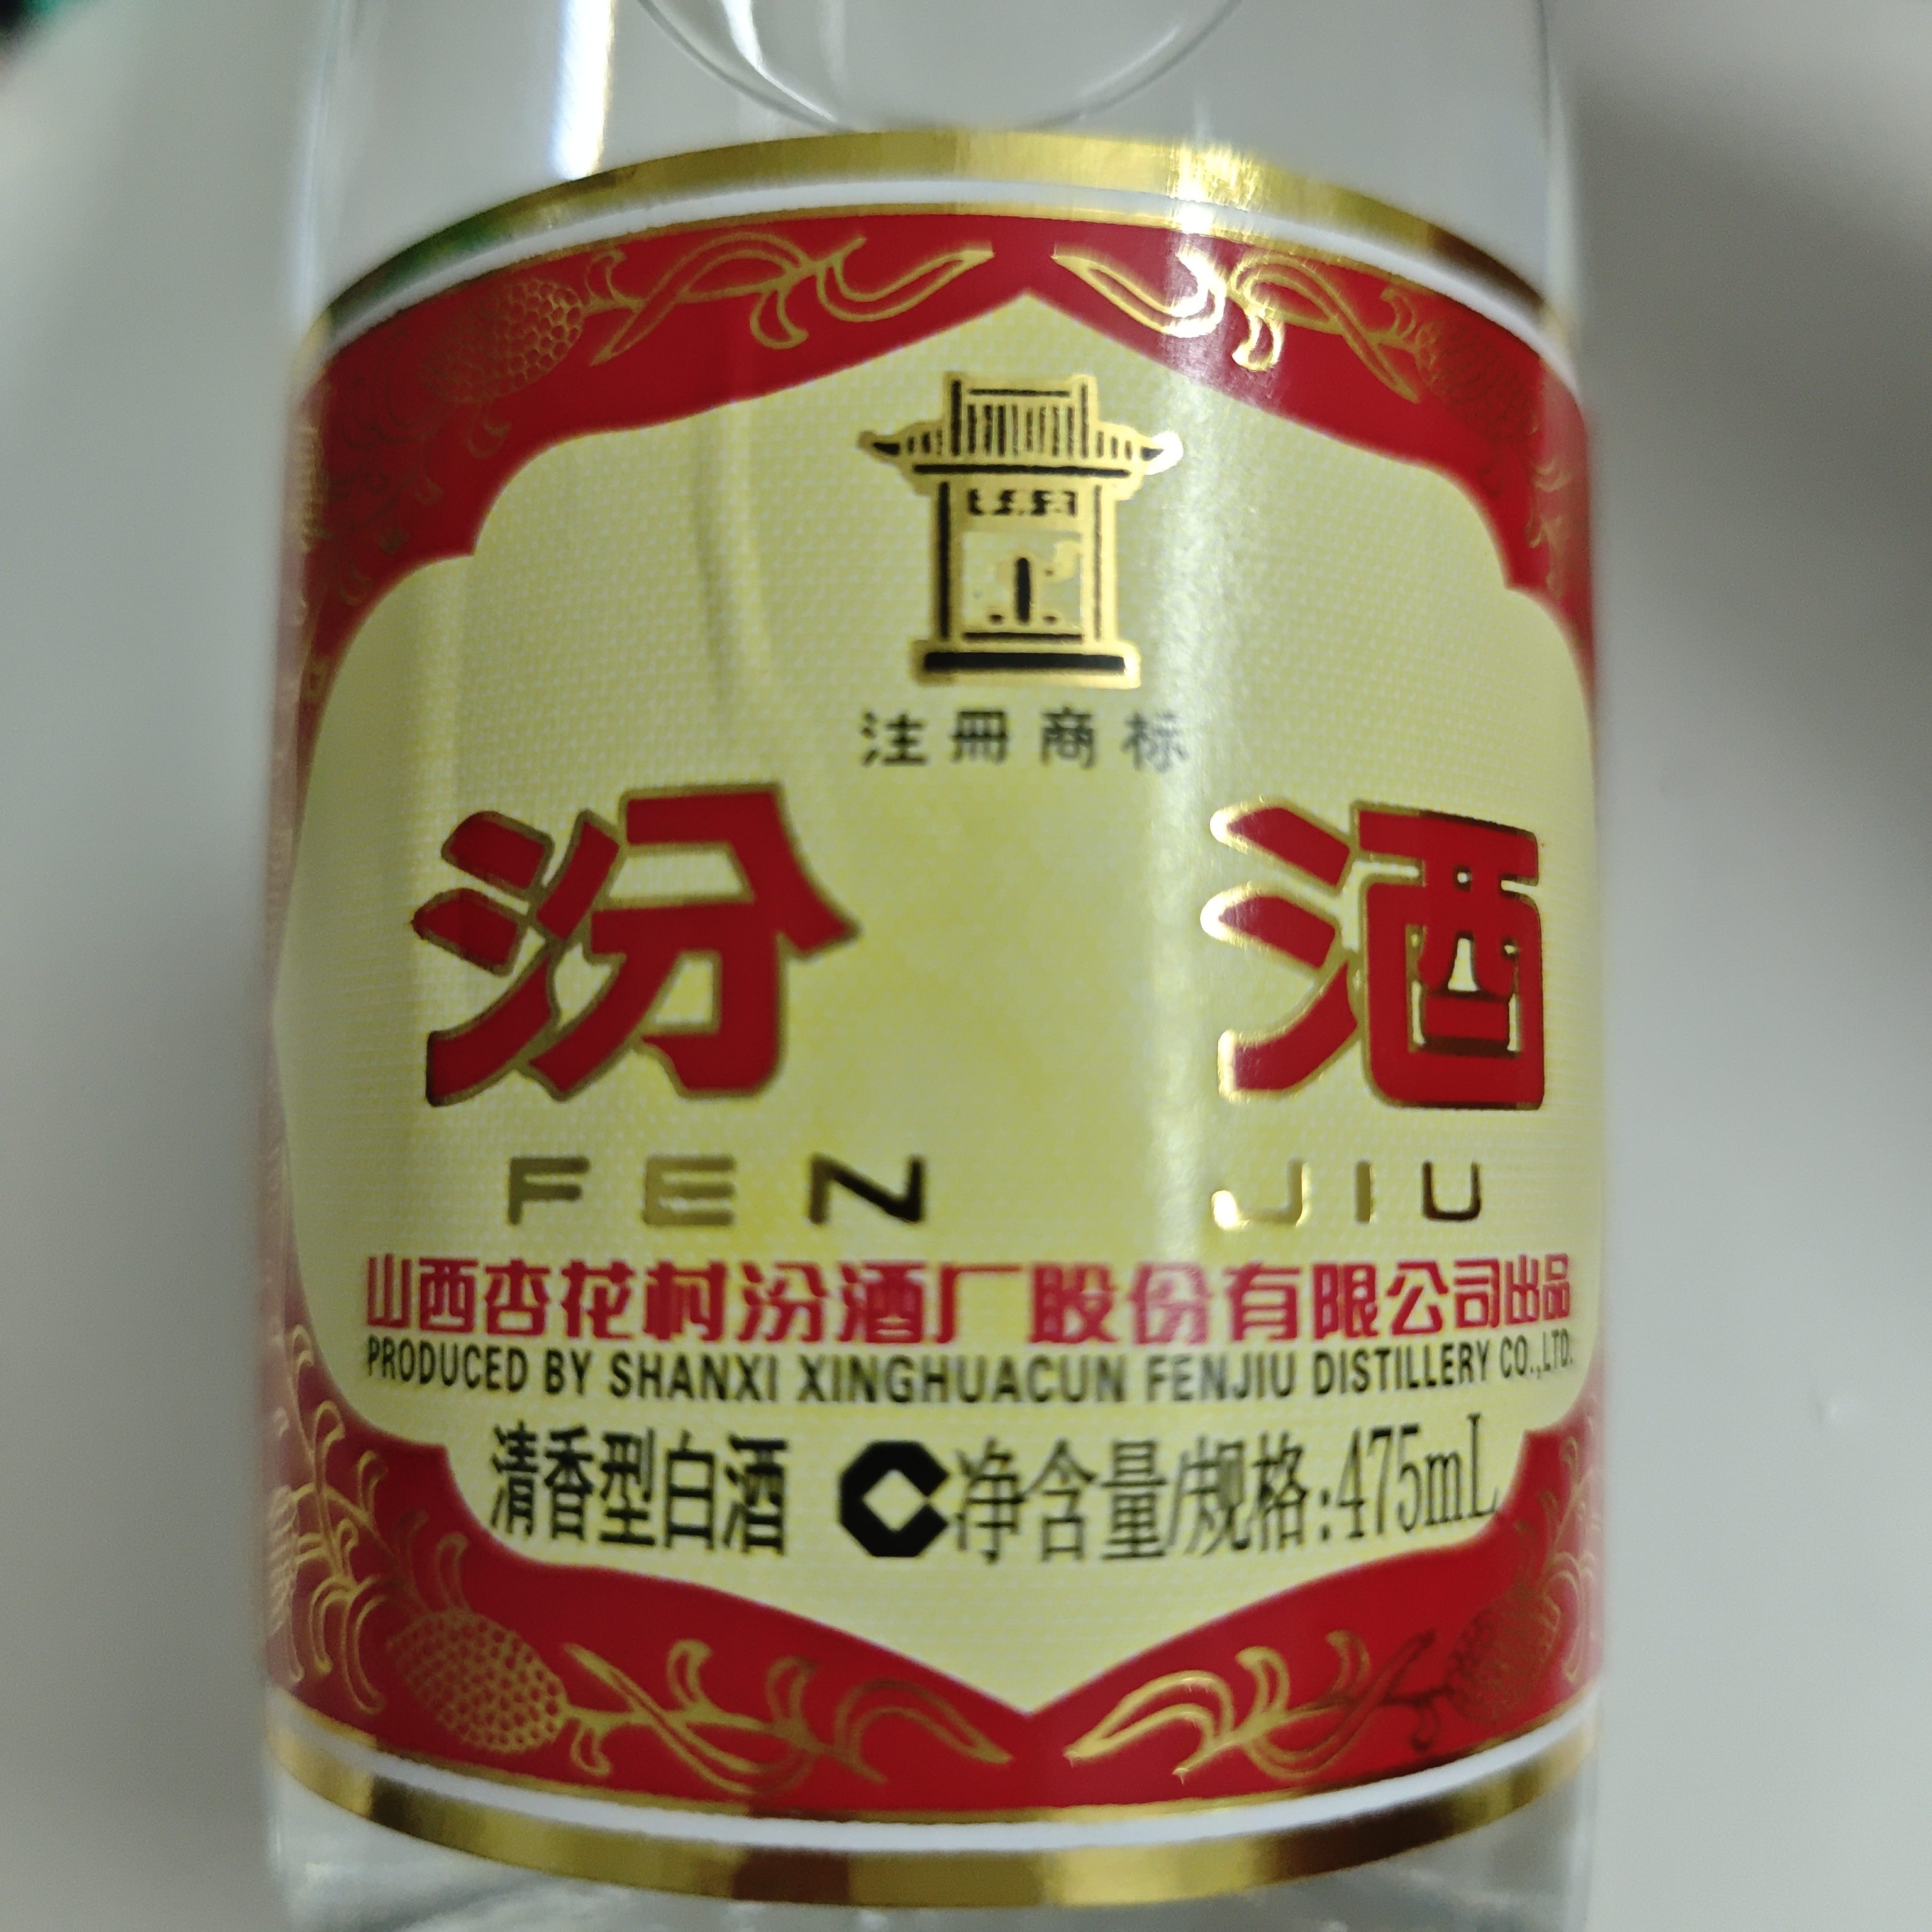 注册商标
汾酒
FEN JIU
山西杏花村汾酒厂股份有限公司出品
PRODUCED BY SHANXI XINGHUACUN FENJIU DISTILLERY CO.,LTD.
清香型白酒 净含量/规格:475mL